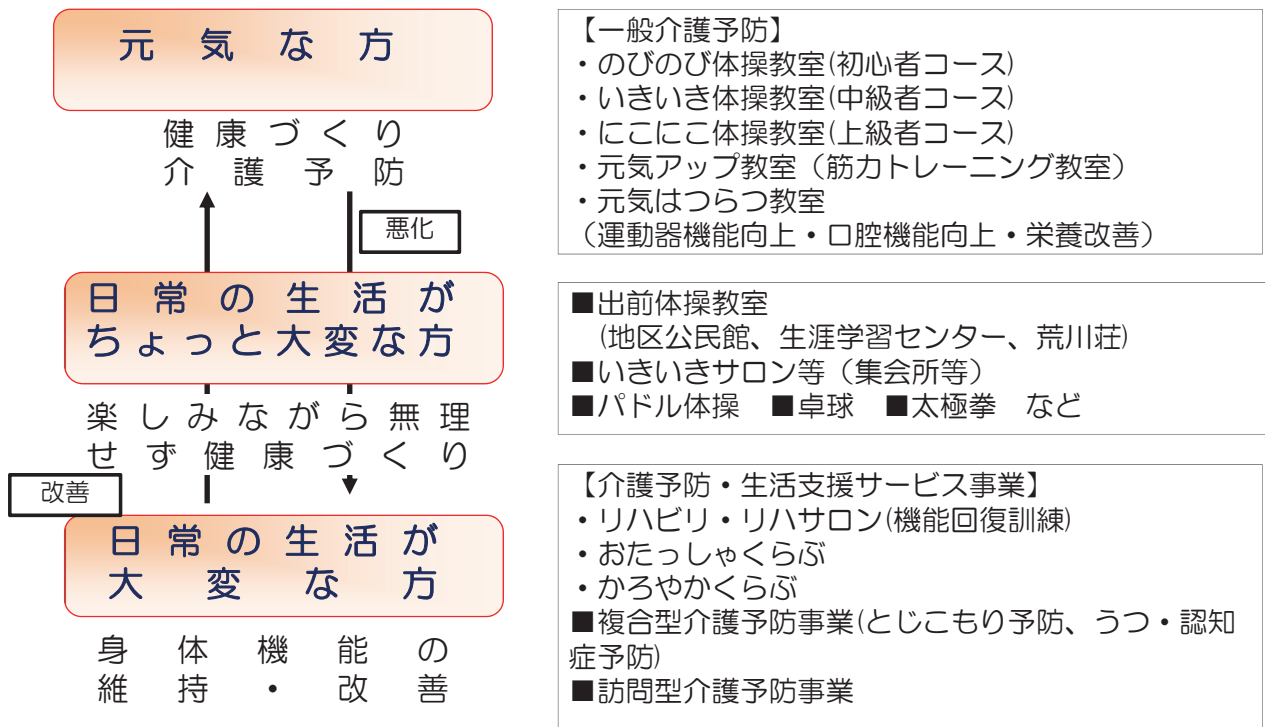 元気な方
健康づくり
介護予防
悪化
日常の生活が
ちょっと大変な方
楽しみながら無理
せず健康づくり
改善
日常の生活が
大変な方
身体機能の
維持・改善
【一般介護予防】
・のびのび体操教室(初心者コース)
・いきいき体操教室(中級者コース)
・にこにこ体操教室(上級者コース)
・元気アップ教室（筋力トレーニング教室）
・元気はつらつ教室
（運動器機能向上・口腔機能向上・栄養改善）
■出前体操教室
(地区公民館、生涯学習センター、荒川荘)
■いきいきサロン等（集会所等）
■パドル体操　■卓球　■太極拳　など
【介護予防・生活支援サービス事業】
・リハビリ・リハサロン(機能回復訓練)
・おたっしゃくらぶ
・かろやかくらぶ
■複合型介護予防事業(とじこもり予防、うつ・認知
症予防)
■訪問型介護予防事業